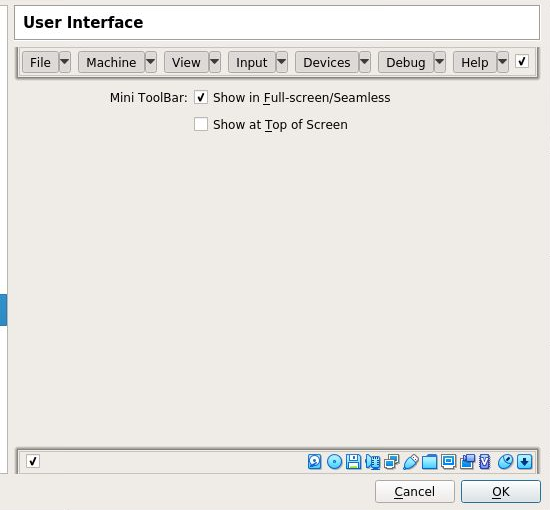 User Interface
File Machine View Input Devices Debug Help
Mini ToolBar: Show in Full-screen/Seamless
Show at Top of Screen
Cancel OK